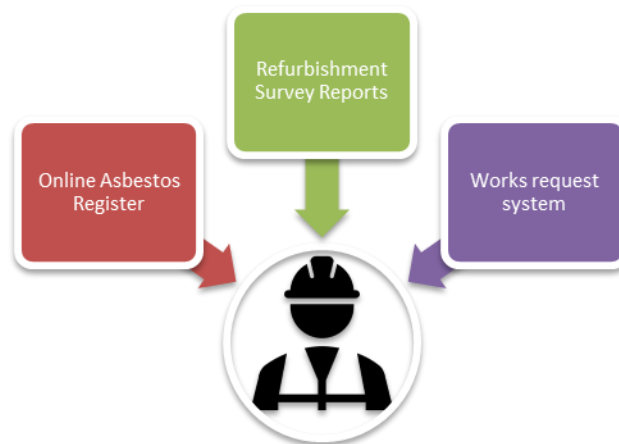 Refurbishment
Survey Reports
Online Asbestos
Register
Works request
system